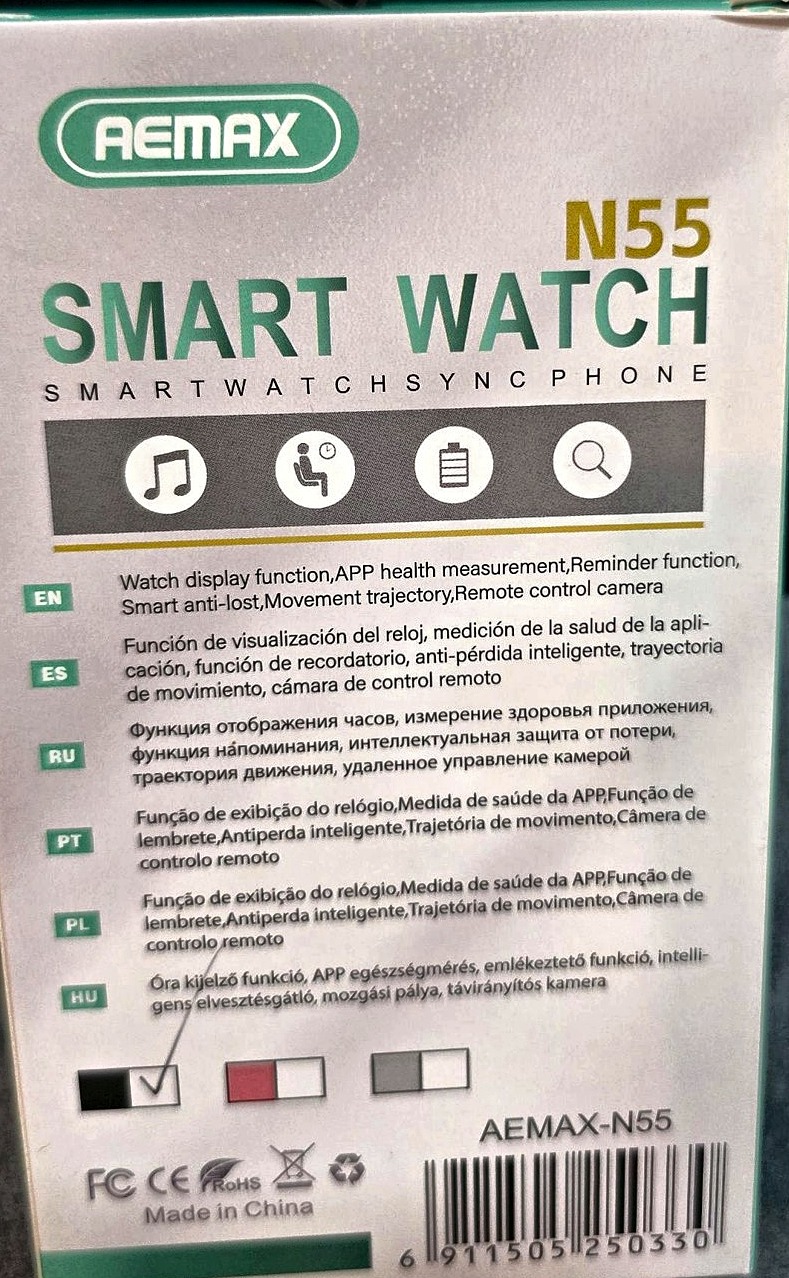 AEMAX
N55
SMART WATCH
SMARTWATCHSYNC PHONE
EN
Watch display function,APP health measurement,Reminder function,
Smart anti-lost,Movement trajectory,Remote control camera
ES
Función de visualización del reloj, medición de la salud de la apli-
cación, función de recordatorio, anti-pérdida inteligente, trayectoria
de movimiento, cámara de control remoto
RU
Функция отображения часов, измерение здоровья приложения,
функция напоминания, интеллектуальная защита от потери,
траектория движения, удаленное управление камерой
PT
Função de exibição do relógio,Medida de saúde da APP,Função de
lembrete,Antiperda inteligente,Trajetória de movimento,Câmera de
controlo remoto
PL
Função de exibição do relógio,Medida de saúde da APP,Função de
lembrete,Antiperda inteligente,Trajetória de movimento,Câmera de
controlo remoto
HU
Óra kijelző funkció, APP egészségmérés, emlékeztető funkció, intelli-
gens elvesztésgátló, mozgási pálya, távirányítós kamera
AEMAX-N55
FC CE RoHS
Made in China
6 911505 250330